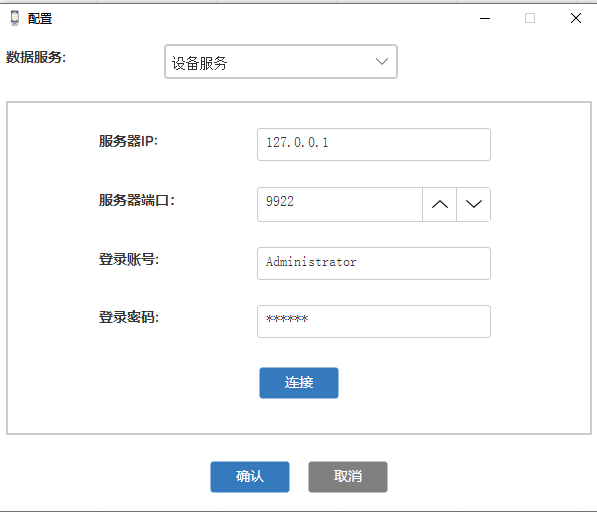 配置
数据服务: 设备服务
服务器IP: 127.0.0.1
服务器端口: 9922
登录账号: Administrator
登录密码: ******
连接
确认 取消